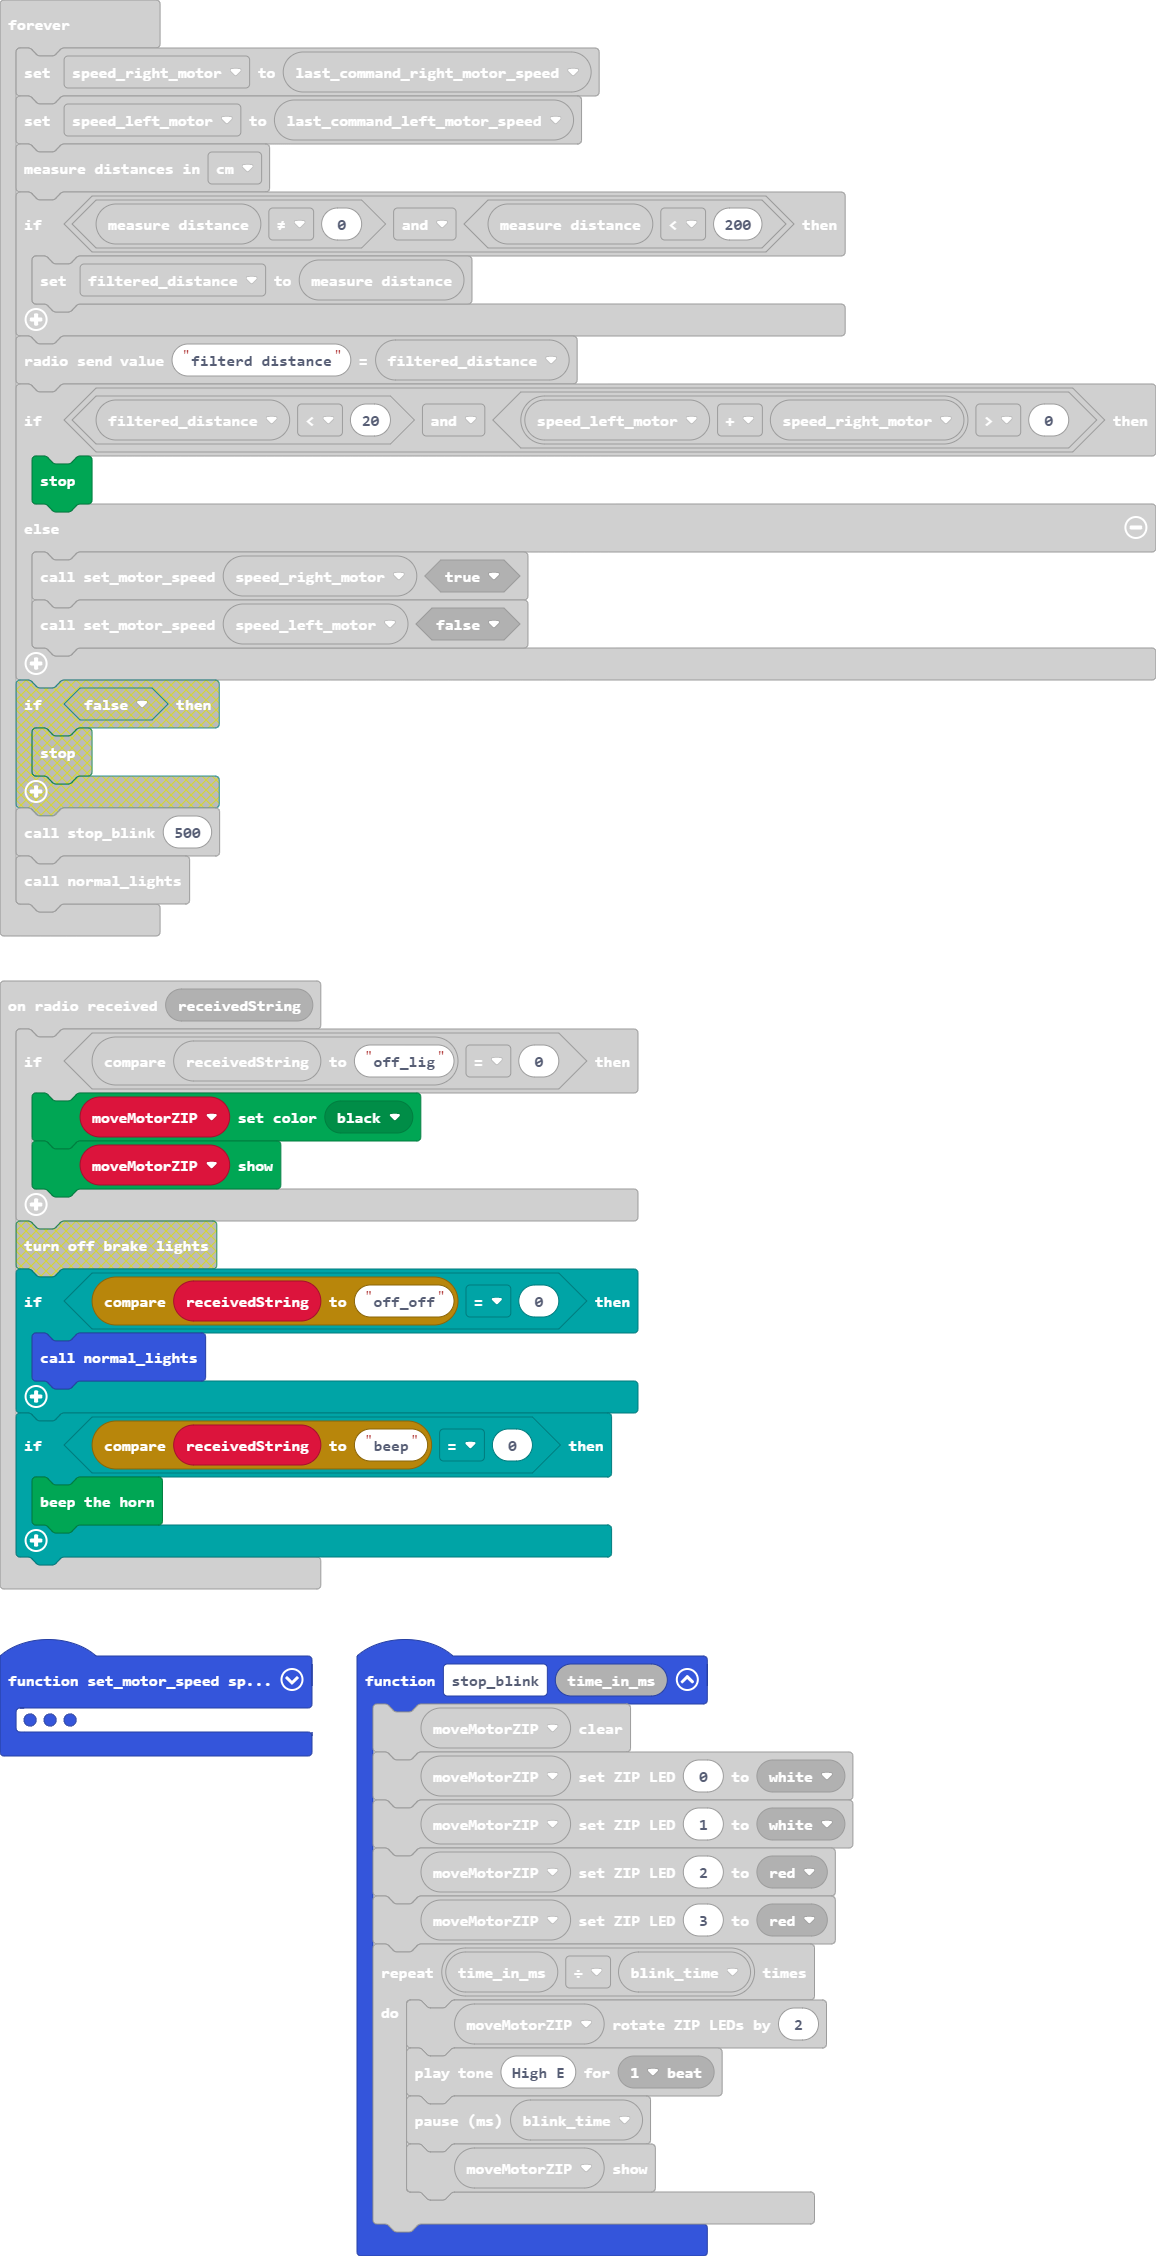 forever
set speed_right_motor to last_command_right_motor_speed
set speed_left_motor to last_command_left_motor_speed
measure distances in cm
if measure distance ≠ 0 and measure distance < 200 then
set filtered_distance to measure distance
radio send value "filterd distance" = filtered_distance
if filtered_distance < 20 and speed_left_motor + speed_right_motor > 0 then
stop
else
call set_motor_speed speed_right_motor true
call set_motor_speed speed_left_motor false
if false then
stop
call stop_blink 500
call normal_lights
on radio received receivedString
if compare receivedString to "off_lig" = 0 then
moveMotorZIP set color black
moveMotorZIP show
turn off brake lights
if compare receivedString to "off_off" = 0 then
call normal_lights
if compare receivedString to "beep" = 0 then
beep the horn
function set_motor_speed sp...
function stop_blink time_in_ms
moveMotorZIP clear
moveMotorZIP set ZIP LED 0 to white
moveMotorZIP set ZIP LED 1 to white
moveMotorZIP set ZIP LED 2 to red
moveMotorZIP set ZIP LED 3 to red
repeat time_in_ms ÷ blink_time times
do
moveMotorZIP rotate ZIP LEDs by 2
play tone High E for 1 beat
pause (ms) blink_time
moveMotorZIP show